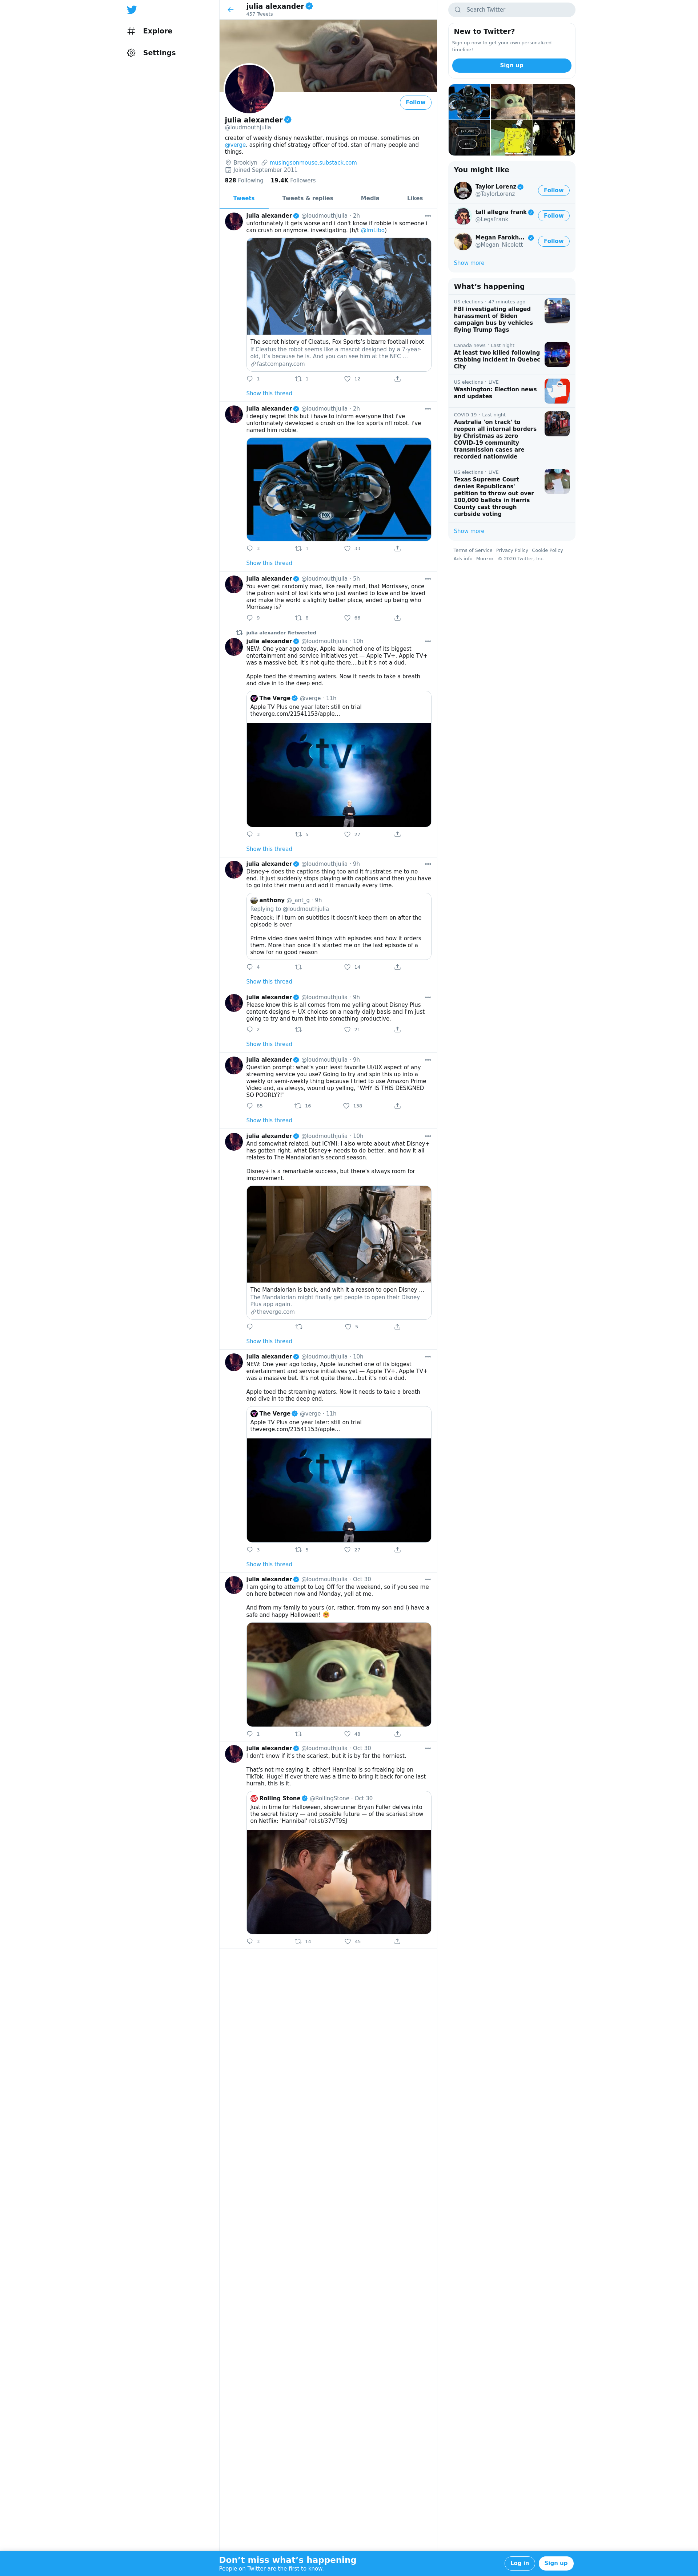 Explore
Settings
julia alexander
457 Tweets
Follow
julia alexander
@loudmouthjulia
creator of weekly disney newsletter, musings on mouse. sometimes on
@verge. aspiring chief strategy officer of tbd. stan of many people and
things.
Brooklyn musingsonmouse.substack.com
Joined September 2011
828 Following 19.4K Followers
Tweets Tweets & replies Media Likes
julia alexander @loudmouthjulia · 2h
unfortunately it gets worse and i don't know if robbie is someone i
can crush on anymore. investigating. (h/t @ImLibo)
The secret history of Cleatus, Fox Sports's bizarre football robot
If Cleatus the robot seems like a mascot designed by a 7-year-
old, it's because he is. And you can see him at the NFC ...
fastcompany.com
1 1 12
Show this thread
julia alexander @loudmouthjulia · 2h
i deeply regret this but i have to inform everyone that i've
unfortunately developed a crush on the fox sports nfl robot. i've
named him robbie.
FOX
34
3 1 33
Show this thread
julia alexander @loudmouthjulia · 5h
You ever get randomly mad, like really mad, that Morrissey, once
the patron saint of lost kids who just wanted to love and be loved
and make the world a slightly better place, ended up being who
Morrissey is?
9 8 66
julia alexander Retweeted
julia alexander @loudmouthjulia · 10h
NEW: One year ago today, Apple launched one of its biggest
entertainment and service initiatives yet — Apple TV+. Apple TV+
was a massive bet. It's not quite there....but it's not a dud.
Apple toed the streaming waters. Now it needs to take a breath
and dive in to the deep end.
The Verge @verge · 11h
Apple TV Plus one year later: still on trial
theverge.com/21541153/apple...
tv+
3 5 27
Show this thread
julia alexander @loudmouthjulia · 9h
Disney+ does the captions thing too and it frustrates me to no
end. It just suddenly stops playing with captions and then you have
to go into their menu and add it manually every time.
anthony @_ant_g · 9h
Replying to @loudmouthjulia
Peacock: if I turn on subtitles it doesn't keep them on after the
episode is over
Prime video does weird things with episodes and how it orders
them. More than once it's started me on the last episode of a
show for no good reason
4 14
Show this thread
julia alexander @loudmouthjulia · 9h
Please know this is all comes from me yelling about Disney Plus
content designs + UX choices on a nearly daily basis and I'm just
going to try and turn that into something productive.
2 21
Show this thread
julia alexander @loudmouthjulia · 9h
Question prompt: what's your least favorite UI/UX aspect of any
streaming service you use? Going to try and spin this up into a
weekly or semi-weekly thing because I tried to use Amazon Prime
Video and, as always, wound up yelling, "WHY IS THIS DESIGNED
SO POORLY?!"
85 16 138
Show this thread
julia alexander @loudmouthjulia · 10h
And somewhat related, but ICYMI: I also wrote about what Disney+
has gotten right, what Disney+ needs to do better, and how it all
relates to The Mandalorian's second season.
Disney+ is a remarkable success, but there's always room for
improvement.
The Mandalorian is back, and with it a reason to open Disney ...
The Mandalorian might finally get people to open their Disney
Plus app again.
theverge.com
5
Show this thread
julia alexander @loudmouthjulia · 10h
NEW: One year ago today, Apple launched one of its biggest
entertainment and service initiatives yet — Apple TV+. Apple TV+
was a massive bet. It's not quite there....but it's not a dud.
Apple toed the streaming waters. Now it needs to take a breath
and dive in to the deep end.
The Verge @verge · 11h
Apple TV Plus one year later: still on trial
theverge.com/21541153/apple...
tv+
3 5 27
Show this thread
julia alexander @loudmouthjulia · Oct 30
I am going to attempt to Log Off for the weekend, so if you see me
on here between now and Monday, yell at me.
And from my family to yours (or, rather, from my son and I) have a
safe and happy Halloween!
1 46
julia alexander @loudmouthjulia · Oct 30
I don't know if it's the scariest, but it is by far the horniest.
That's not me saying it, either! Hannibal is so freaking big on
TikTok. Huge! If ever there was a time to bring it back for one last
hurrah, this is it.
Rolling Stone @RollingStone · Oct 30
Just in time for Halloween, showrunner Bryan Fuller delves into
the secret history — and possible future — of the scariest show
on Netflix: 'Hannibal' rol.st/37VT9SJ
3 14 45
Search Twitter
New to Twitter?
Sign up now to get your own personalized
timeline!
Sign up
You might like
Taylor Lorenz
@TaylorLorenz
Follow
tall allegra frank
@LegsFrank
Follow
Megan Farokh...
@Megan_Nicolett
Follow
Show more
What's happening
US elections · 47 minutes ago
FBI investigating alleged
harassment of Biden
campaign bus by vehicles
flying Trump flags
Canada news · Last night
At least two killed following
stabbing incident in Quebec
City
US elections · LIVE
Washington: Election news
and updates
COVID-19 · Last night
Australia 'on track' to
reopen all internal borders
by Christmas as zero
COVID-19 community
transmission cases are
recorded nationwide
US elections · LIVE
Texas Supreme Court
denies Republicans'
petition to throw out over
100,000 ballots in Harris
County cast through
curbside voting
Show more
Terms of Service Privacy Policy Cookie Policy
Ads info More © 2020 Twitter, Inc.
Don't miss what's happening
People on Twitter are the first to know.
Log in
Sign up